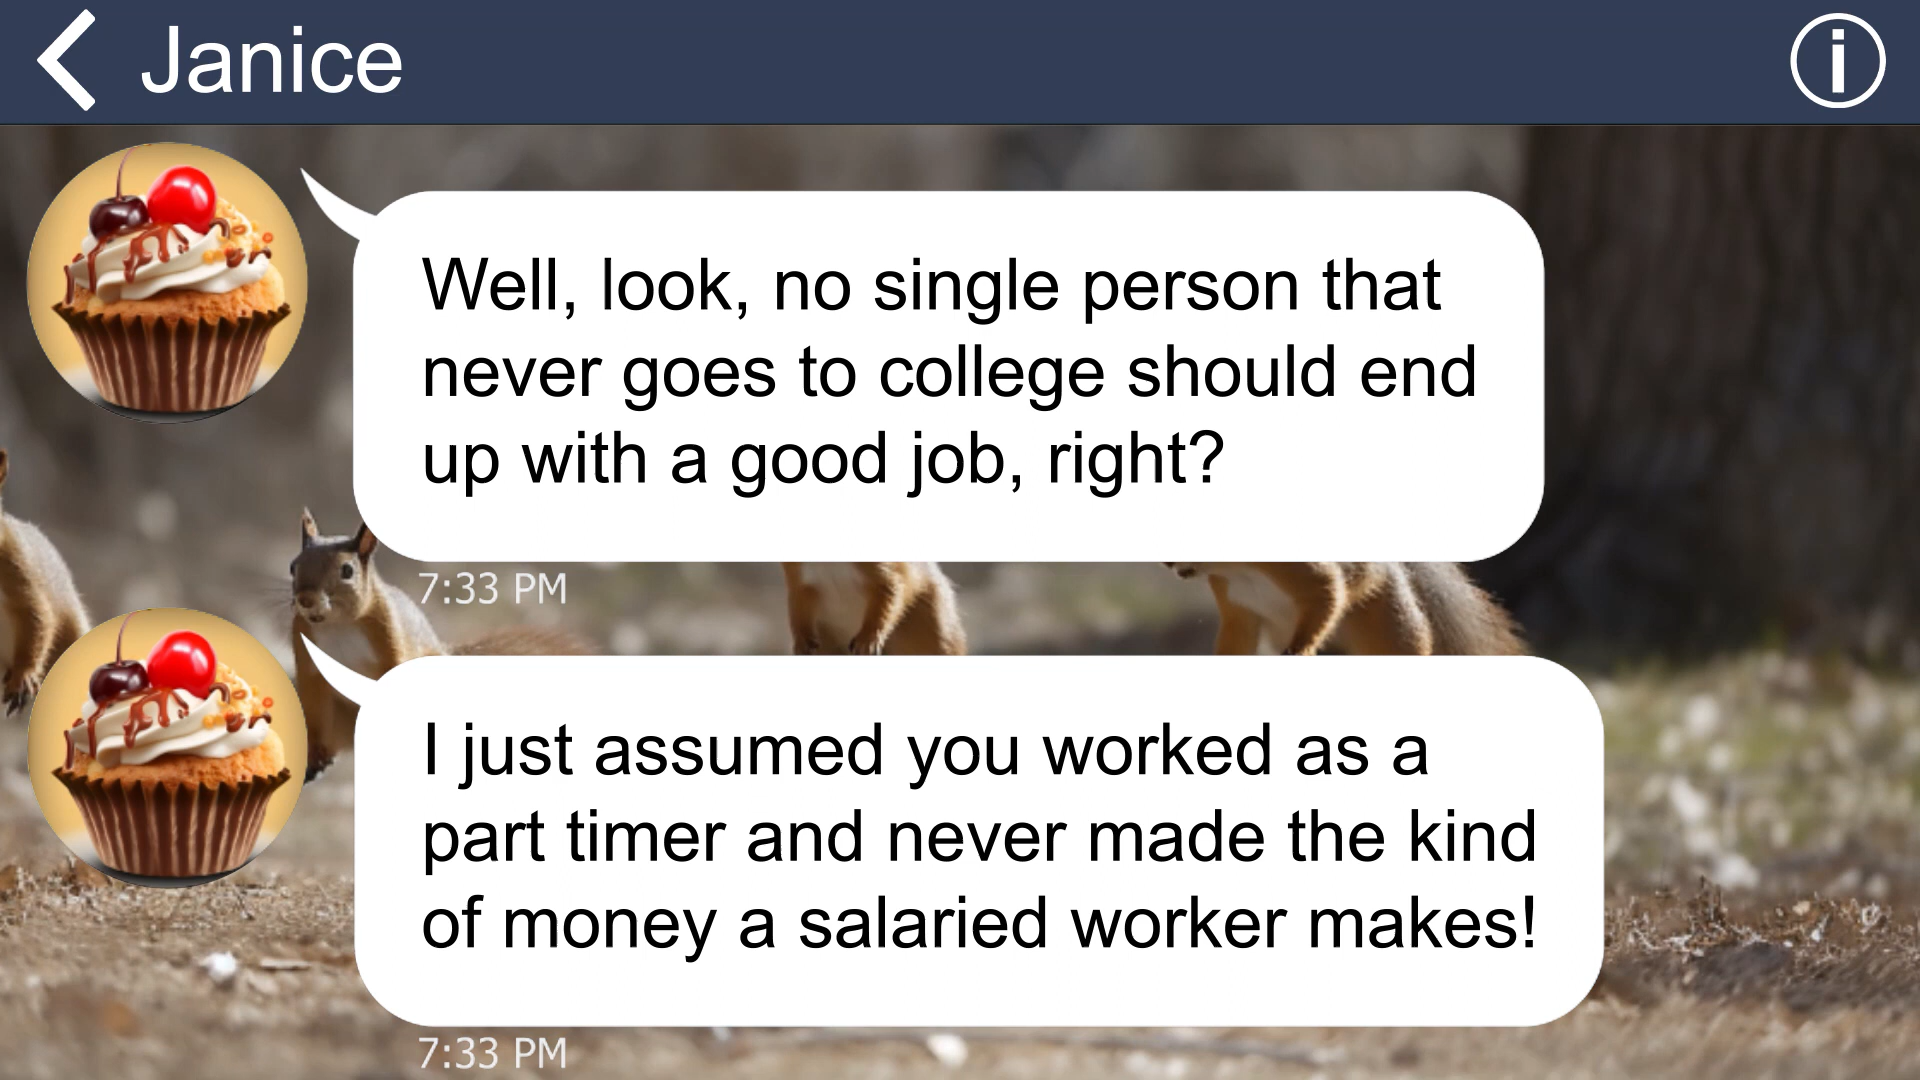 Janice
Well, look, no single person that
never goes to college should end
up with a good job, right?
7:33 PM
I just assumed you worked as a
part timer and never made the kind
of money a salaried worker makes!
7:33 PM